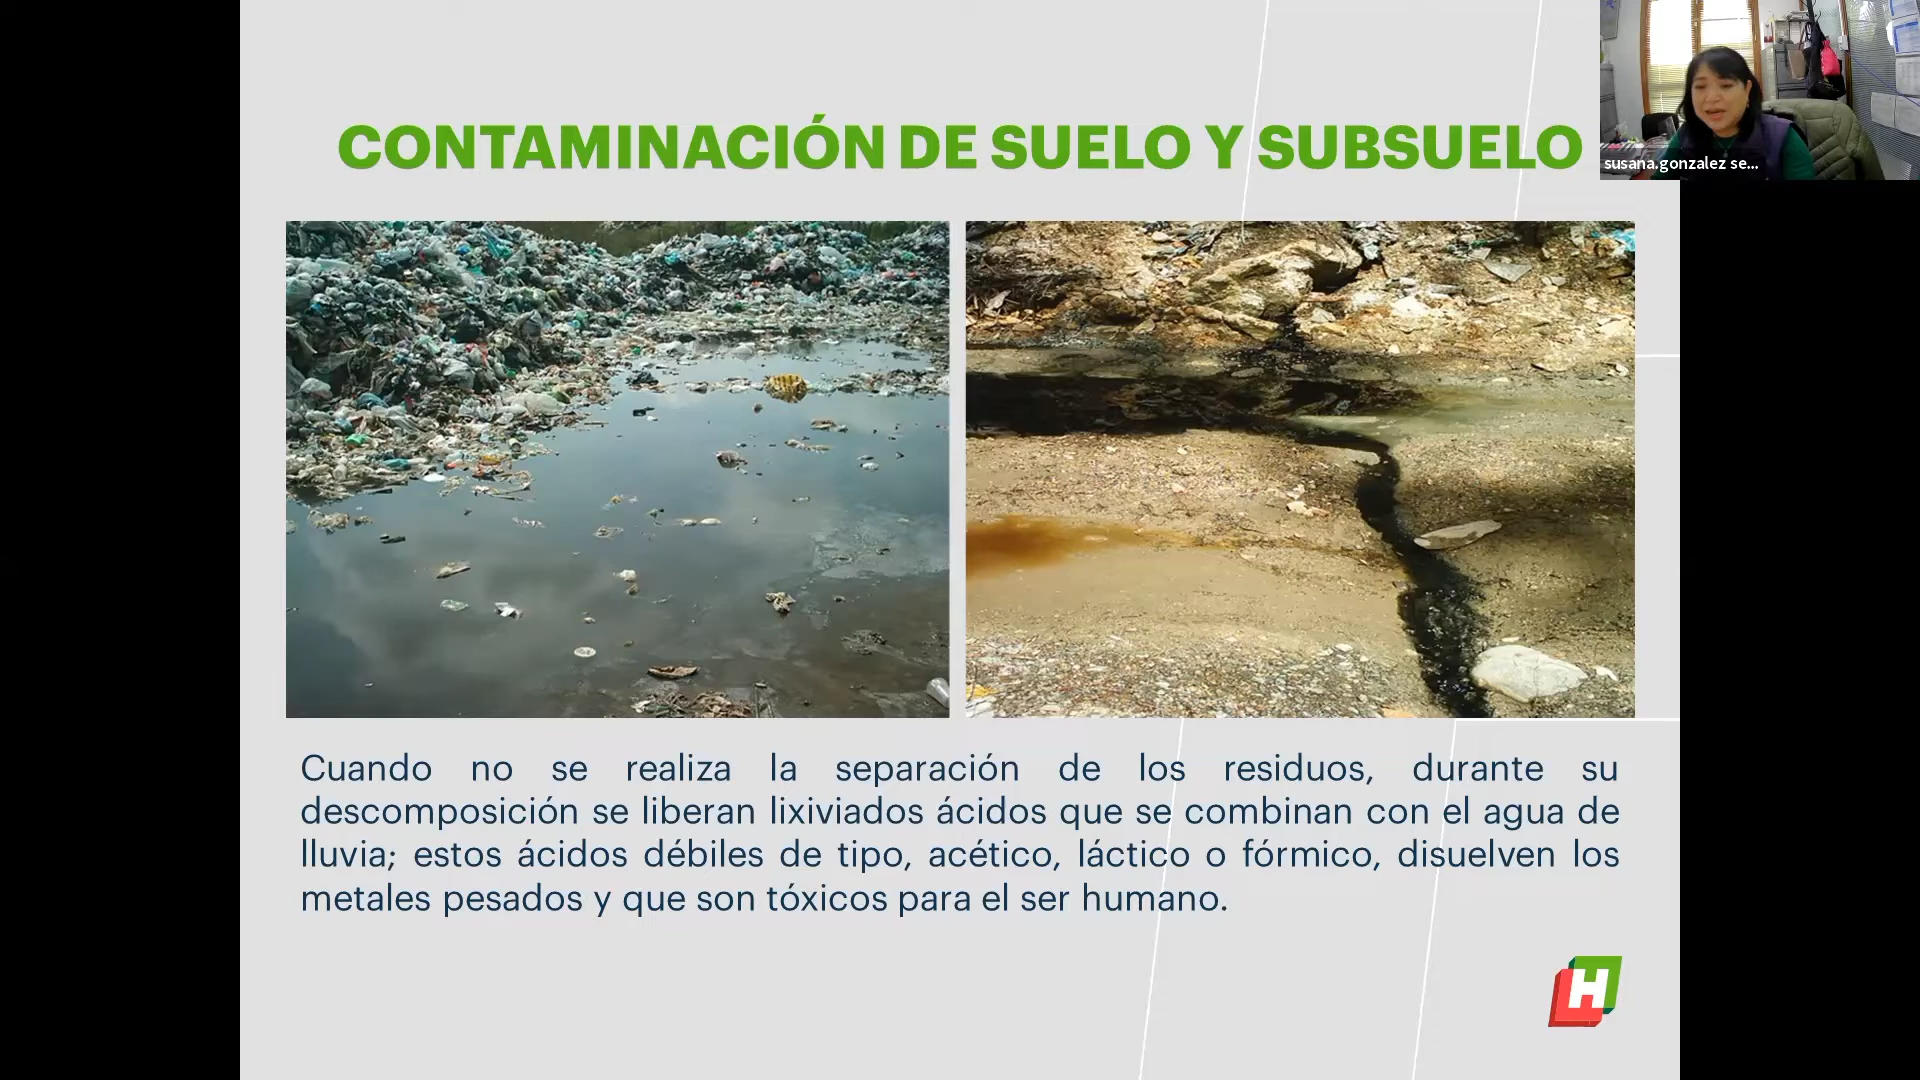 CONTAMINACIÓN DE SUELO Y SUBSUELO
susana.gonzalez se...
Cuando no se realiza la separación de los residuos, durante su
descomposición se liberan lixiviados ácidos que se combinan con el agua de
lluvia; estos ácidos débiles de tipo, acético, láctico o fórmico, disuelven los
metales pesados y que son tóxicos para el ser humano.
H